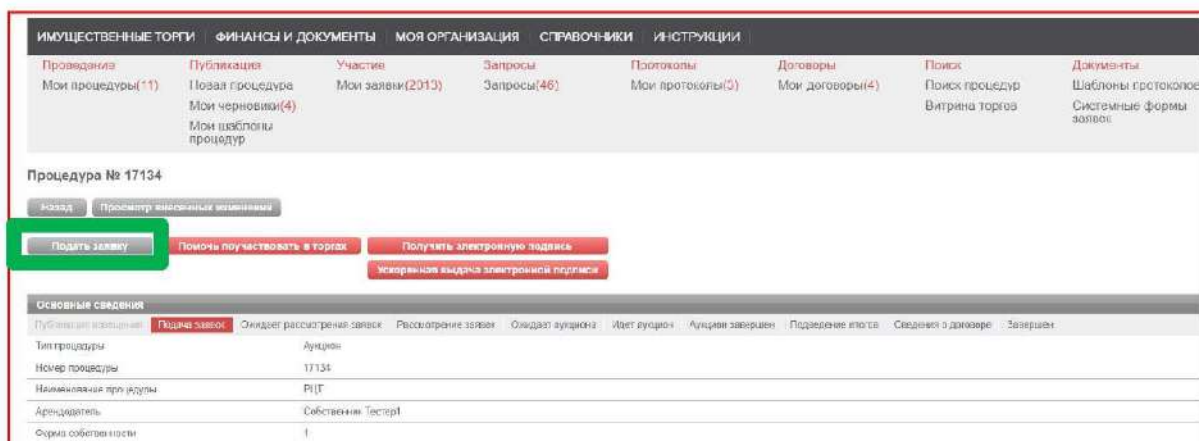 ИМУЩЕСТВЕННЫЕ ТОРГИ ФИНАНСЫ И ДОКУМЕНТЫ МОЯ ОРГАНИЗАЦИЯ СПРАВОЧНИКИ ИНСТРУКЦИИ
Проведение Публикация Участие Запросы Протоколы Договоры Поиск Документы
Мои процедуры(11) Новая процедура Мои заявки(2013) Запросы(46) Мои протоколы(3) Мои договоры(4) Поиск процедур Шаблоны протоколов
Мои черновики(4) Витрина торгов Системные формы
Мои шаблоны заявок
процедур
Процедура № 17134
Назад Просмотр внесенных изменений
Подать заявку Помочь поучаствовать в торгах Получить электронную подпись
Ускоренная выдача электронной подписи
Основные сведения
Публикация извещения Подача заявок Ожидает рассмотрения заявок Рассмотрение заявок Ожидает аукциона Идет аукцион Аукцион завершен Подведение итогов Сведения о договоре Завершен
Тип процедуры Аукцион
Номер процедуры 17134
Наименование процедуры
Арендодатель Собственник Тестер1
Форма собственности 1